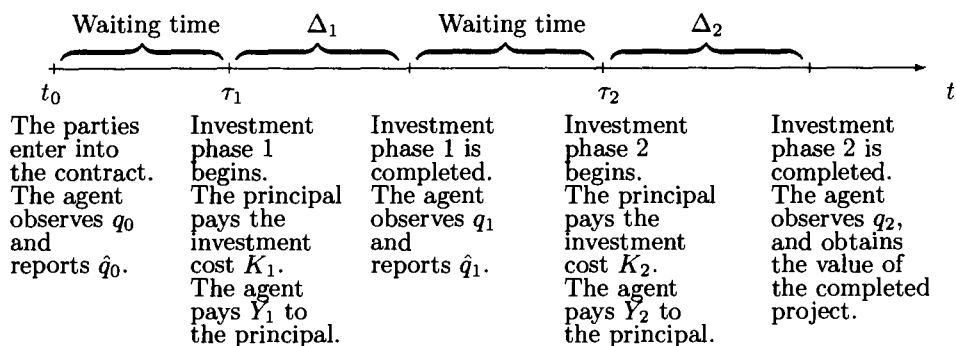 Waiting time Δ₁ Waiting time Δ₂
t₀ τ₁ τ₂ t
The parties
enter into
the contract.
The agent
observes q₀
and
reports q̂₀.
Investment
phase 1
begins.
The principal
pays the
investment
cost K₁.
The agent
pays Y₁ to
the principal.
Investment
phase 1 is
completed.
The agent
observes q₁
and
reports q̂₁.
Investment
phase 2
begins.
The principal
pays the
investment
cost K₂.
The agent
pays Y₂ to
the principal.
Investment
phase 2 is
completed.
The agent
observes q₂,
and obtains
the value of
the completed
project.